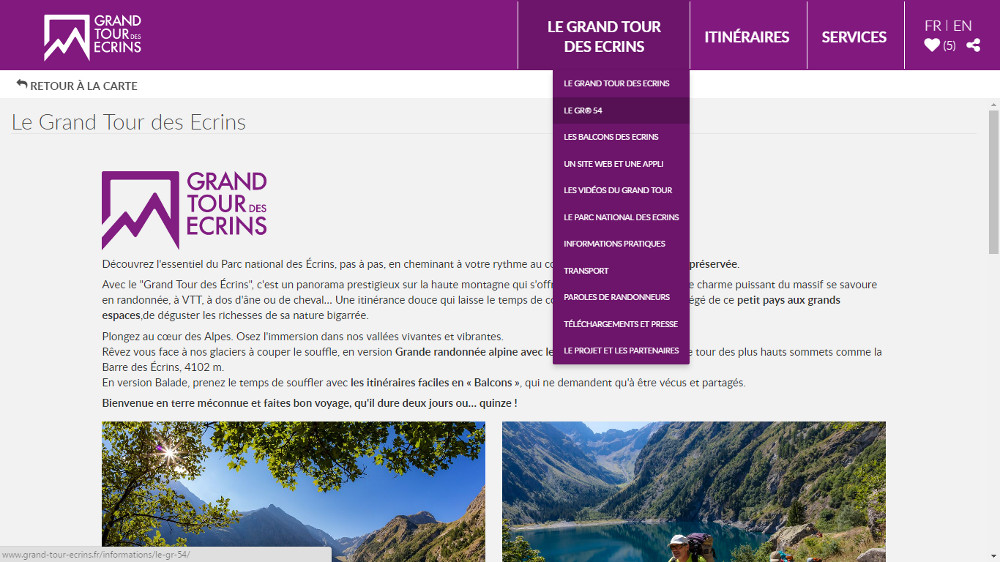 GRAND
TOUR DES
ECRINS
LE GRAND TOUR
DES ECRINS
ITINÉRAIRES
SERVICES
FR | EN
(5)
RETOUR À LA CARTE
Le Grand Tour des Ecrins
LE GRAND TOUR DES ECRINS
LE GR® 54
LES BALCONS DES ECRINS
UN SITE WEB ET UNE APPLI
LES VIDÉOS DU GRAND TOUR
LE PARC NATIONAL DES ECRINS
INFORMATIONS PRATIQUES
TRANSPORT
PAROLES DE RANDONNEURS
TÉLÉCHARGEMENTS ET PRESSE
LE PROJET ET LES PARTENAIRES
GRAND
TOUR DES
ECRINS
Découvrez l'essentiel du Parc national des Écrins, pas à pas, en cheminant à votre rythme au préservée.
Avec le "Grand Tour des Écrins", c'est un panorama prestigieux sur la haute montagne qui charme puissant du massif se savoure
en randonnée, à VTT, à dos d'âne ou de cheval... Une itinérance douce qui laisse le temps de de ce petit pays aux grands
espaces,de déguster les richesses de sa nature bigarrée.
Plongez au cœur des Alpes. Osez l'immersion dans nos vallées vivantes et vibrantes.
Rêvez vous face à nos glaciers à couper le souffle, en version Grande randonnée alpine avec tour des plus hauts sommets comme la
Barre des Écrins, 4102 m.
En version Balade, prenez le temps de souffler avec les itinéraires faciles en « Balcons », qui ne demandent qu'à être vécus et partagés.
Bienvenue en terre méconnue et faites bon voyage, qu'il dure deux jours ou... quinze !
www.grand-tour-ecrins.fr/informations/le-gr-54/